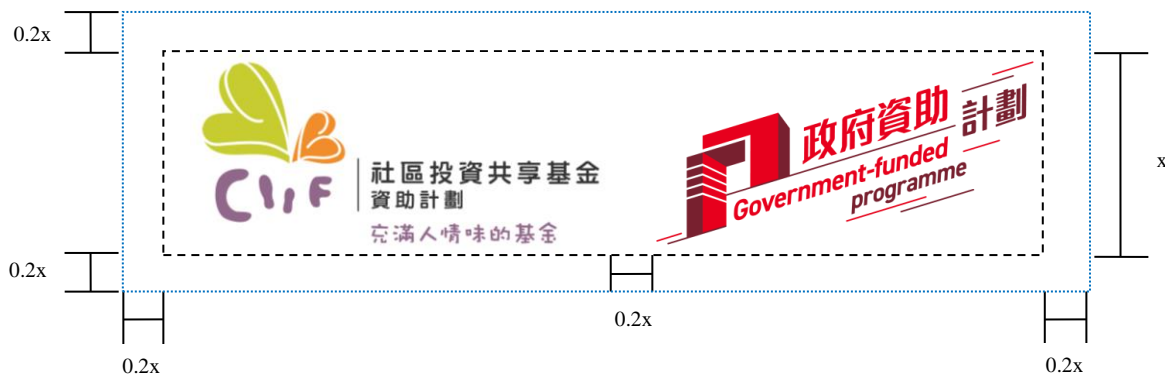 0.2x
CIIF
社區投資共享基金
資助計劃
充滿人情味的基金
政府資助
計劃
Government-funded
programme
x
0.2x
0.2x
0.2x
0.2x